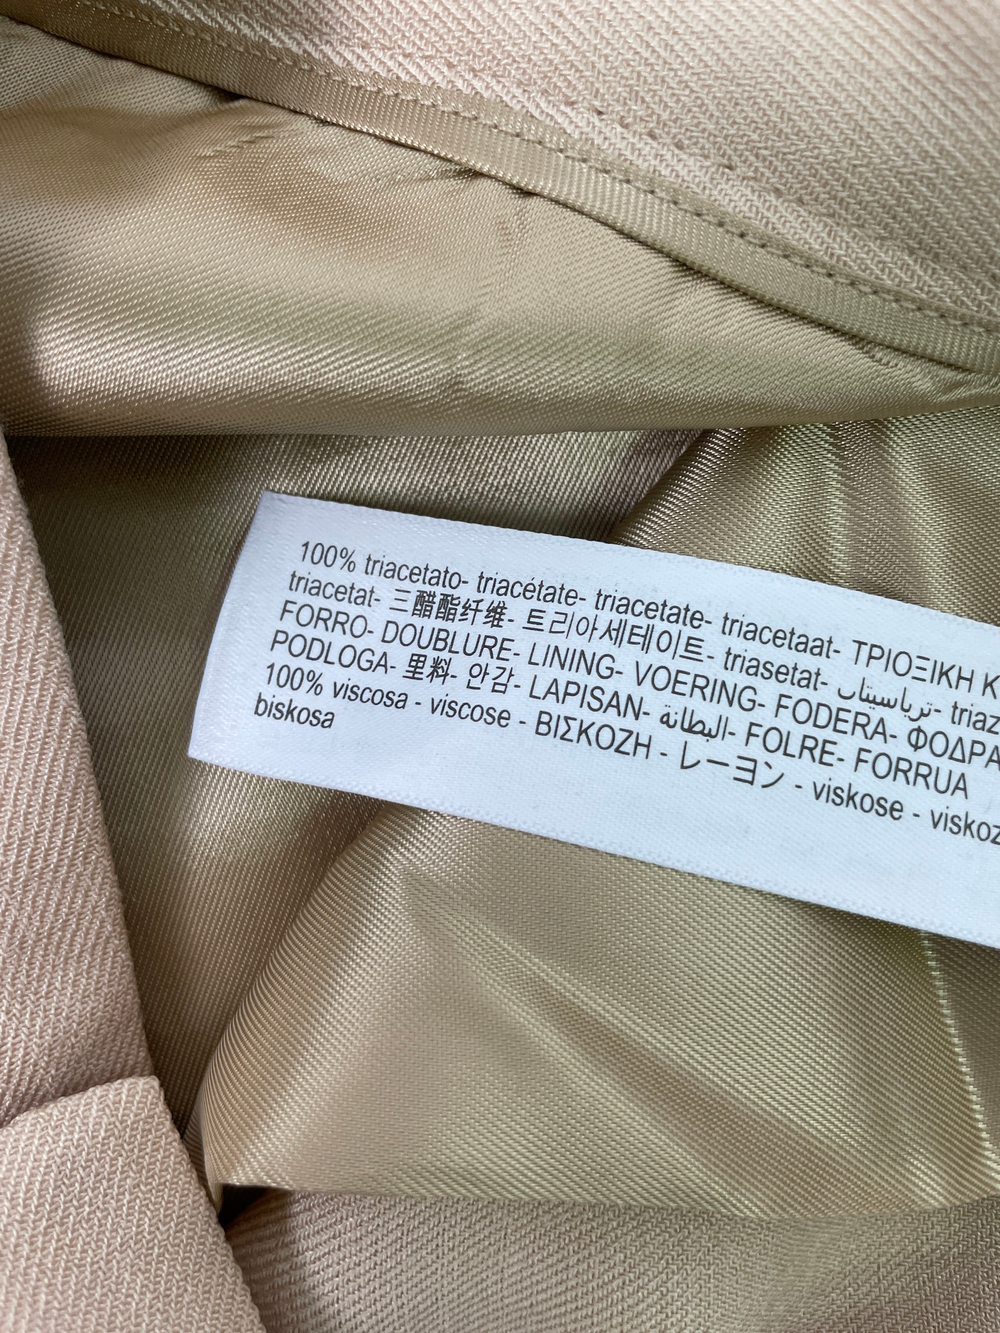 100% triacetato- triacétate- triacetate- triacetaat- ΤΡΙΟΞΙΚΗ
triacetat- 三醋酯纤维- 트리아세테이트- triasetat- ترياسيتات-
FORRO- DOUBLURE- LINING- VOERING- FODERA- ΦΟΔΡΑ
PODLOGA- 里料- 안감- LAPISAN- البطانة- FOLRE- FORRUA
100% viscosa - viscose - ΒΙΣΚΟΖΗ - レーヨン - viskose -
biskosa